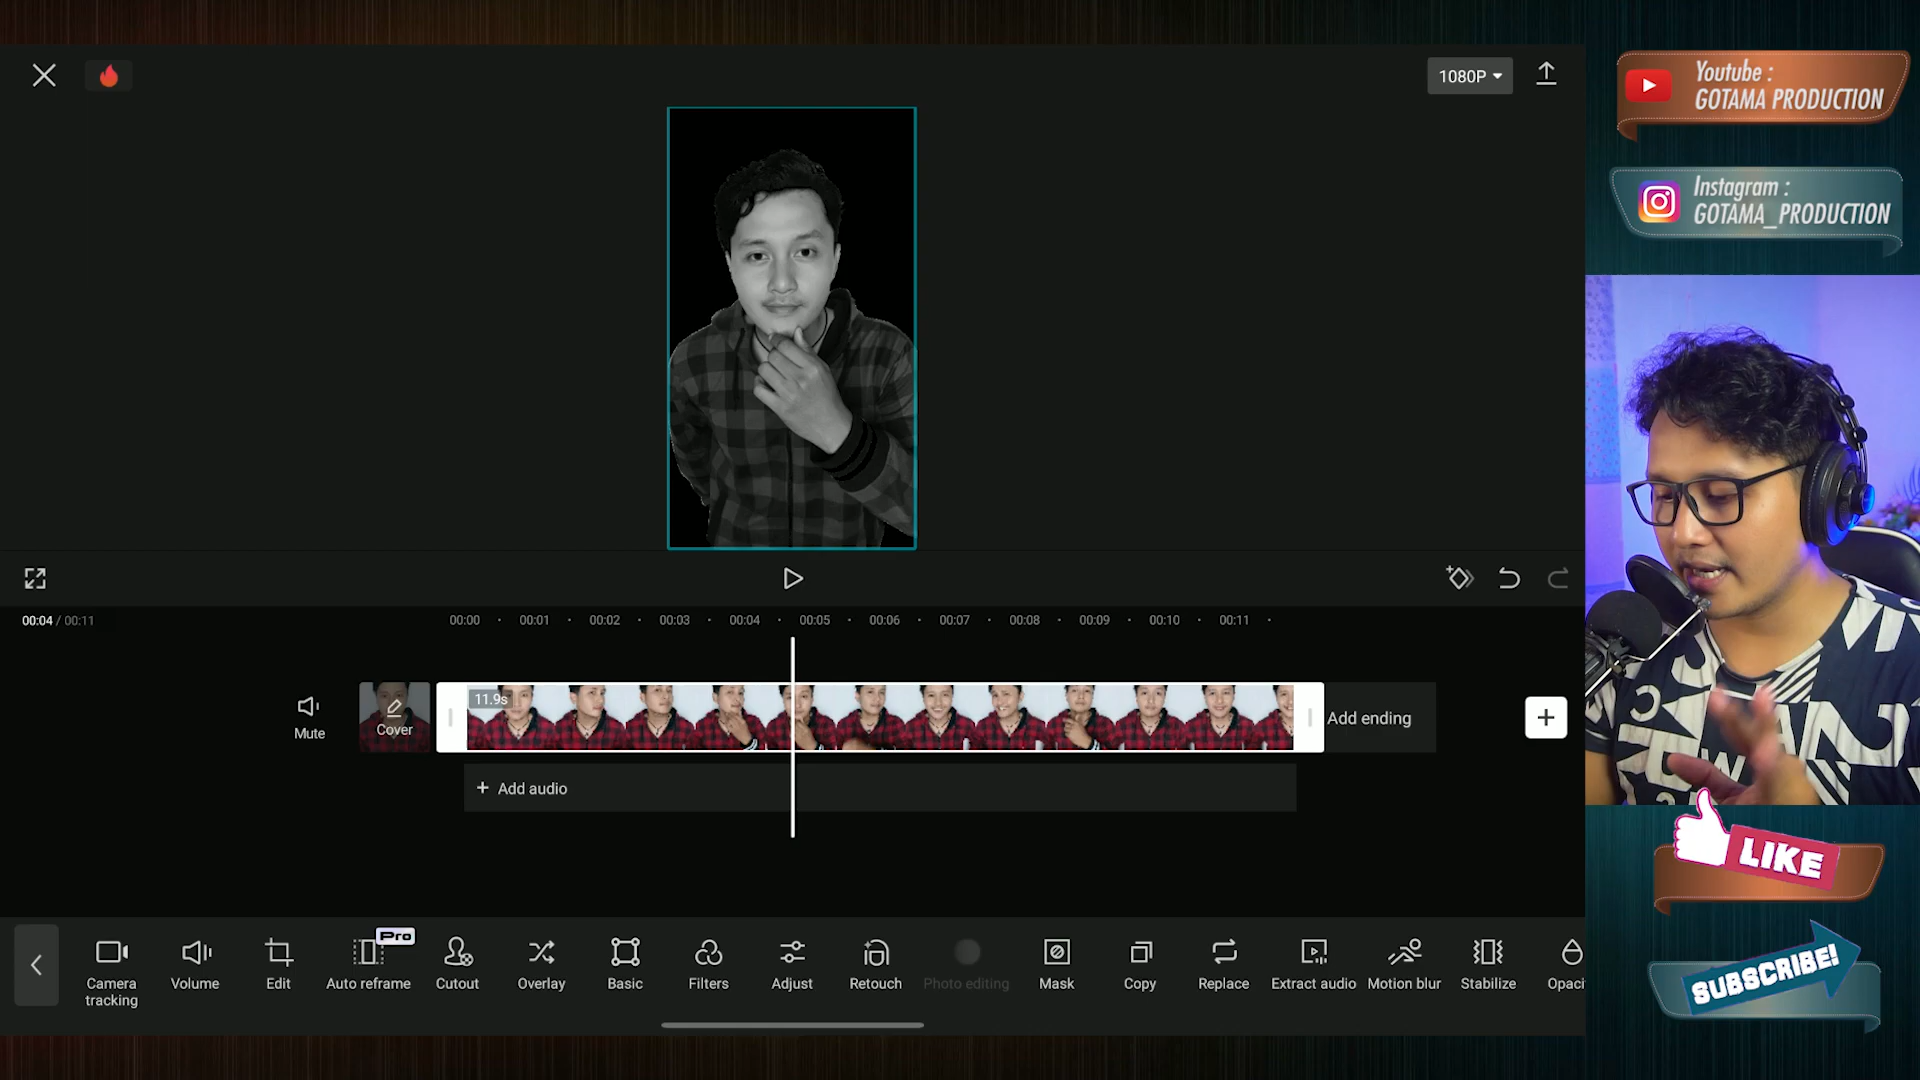 1080P
Youtube :
GOTAMA PRODUCTION
Instagram :
GOTAMA_PRODUCTION
00:04 / 00:11
00:00
00:01
00:02
00:03
00:04
00:05
00:06
00:07
00:08
00:09
00:10
00:11
Mute
Cover
11.9s
Add ending
+
+ Add audio
LIKE
SUBSCRIBE!
Camera
tracking
Volume
Edit
Pro
Auto reframe
Cutout
Overlay
Basic
Filters
Adjust
Retouch
Photo editing
Mask
Copy
Replace
Extract audio
Motion blur
Stabilize
Opaci